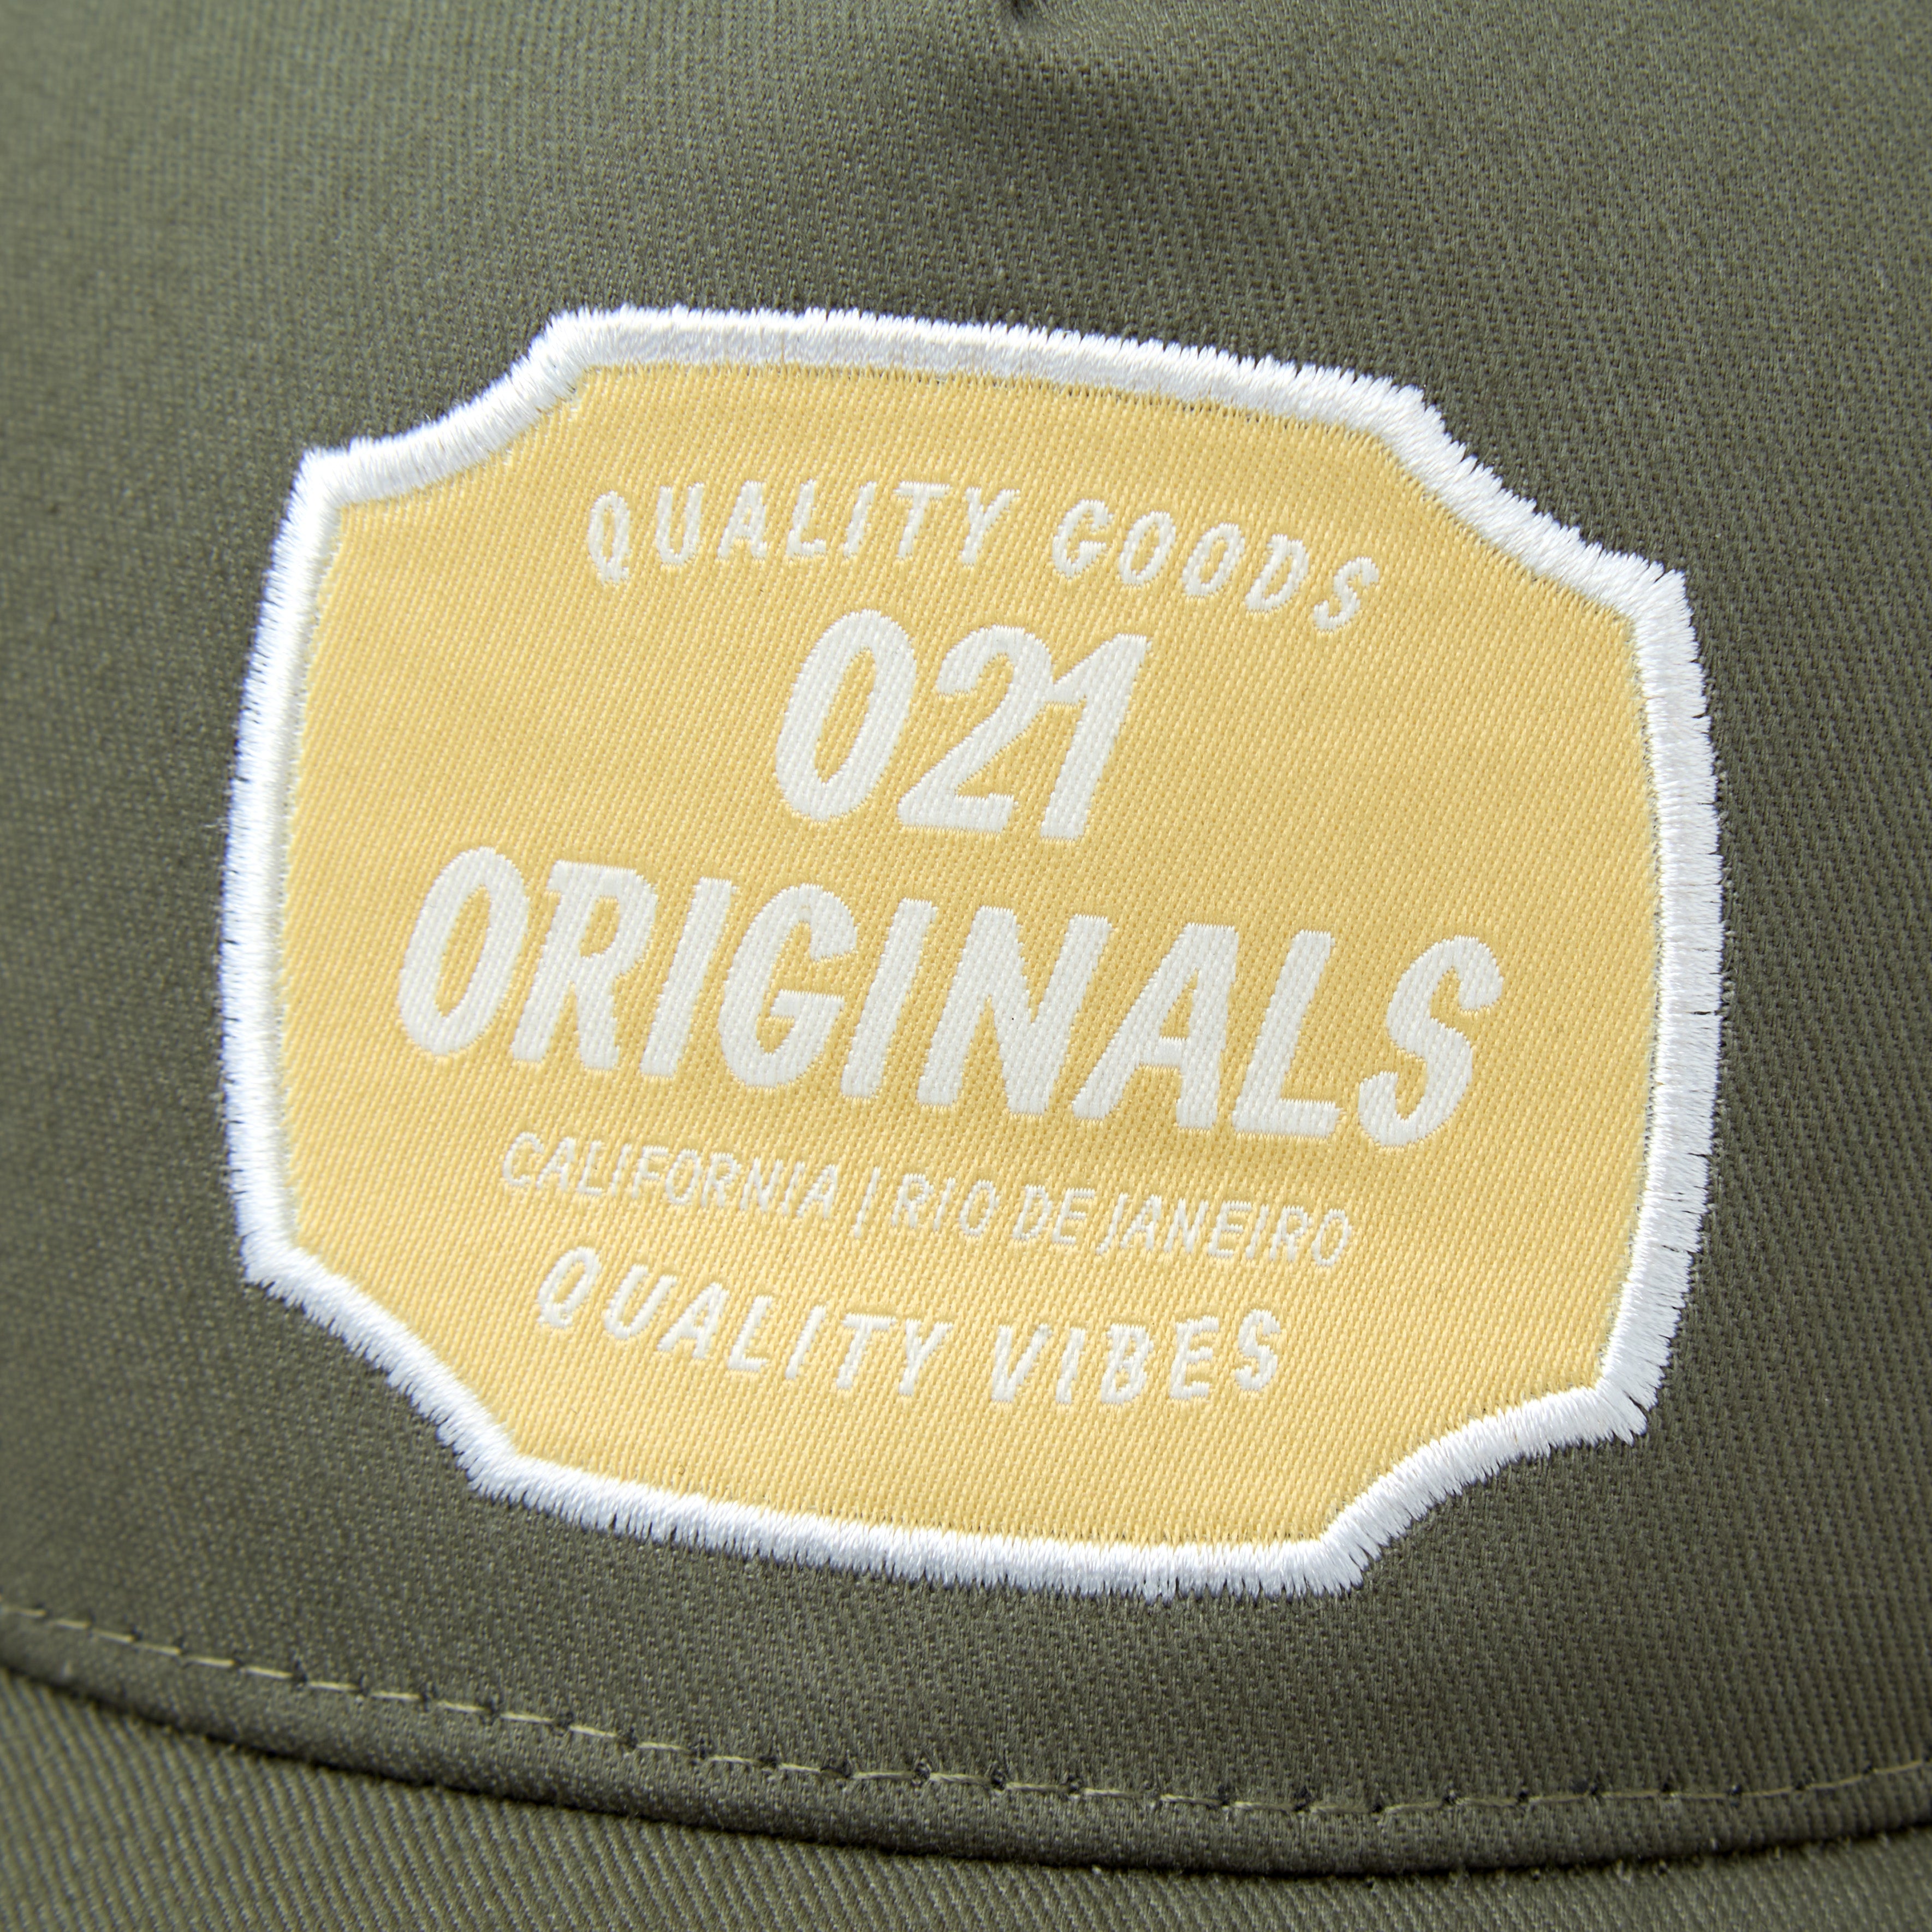 QUALITY GOODS
021
ORIGINALS
CALIFORNIA | RIO DE JANEIRO
QUALITY VIBES